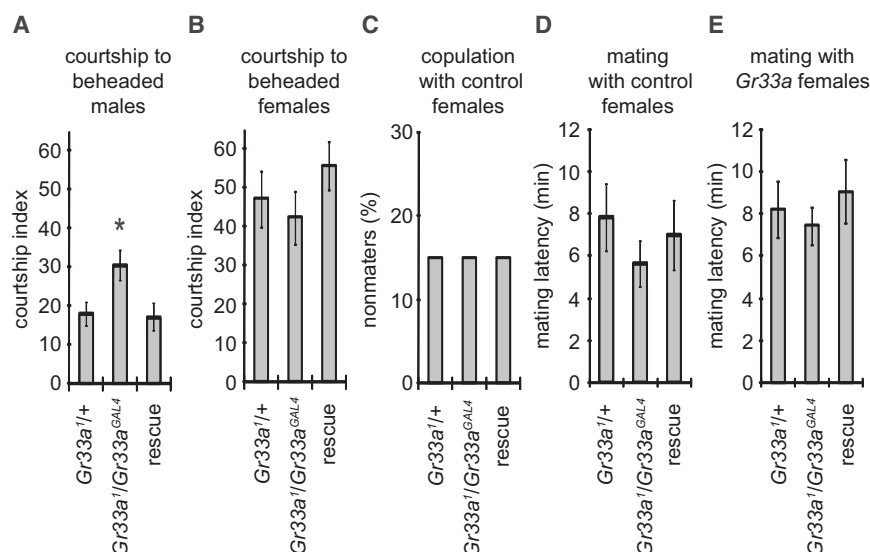 A
courtship to
beheaded
males
courtship index
60
50
40
30
20
10
0
*
Gr33a¹/+
Gr33a¹/Gr33aᴳᴬᴸ⁴
rescue
B
courtship to
beheaded
females
courtship index
60
50
40
30
20
10
0
Gr33a¹/+
Gr33a¹/Gr33aᴳᴬᴸ⁴
rescue
C
copulation
with control
females
nonmaters (%)
30
15
0
Gr33a¹/+
Gr33a¹/Gr33aᴳᴬᴸ⁴
rescue
D
mating
with control
females
mating latency (min)
12
10
8
6
4
2
0
Gr33a¹/+
Gr33a¹/Gr33aᴳᴬᴸ⁴
rescue
E
mating with
Gr33a females
mating latency (min)
12
10
8
6
4
2
0
Gr33a¹/+
Gr33a¹/Gr33aᴳᴬᴸ⁴
rescue